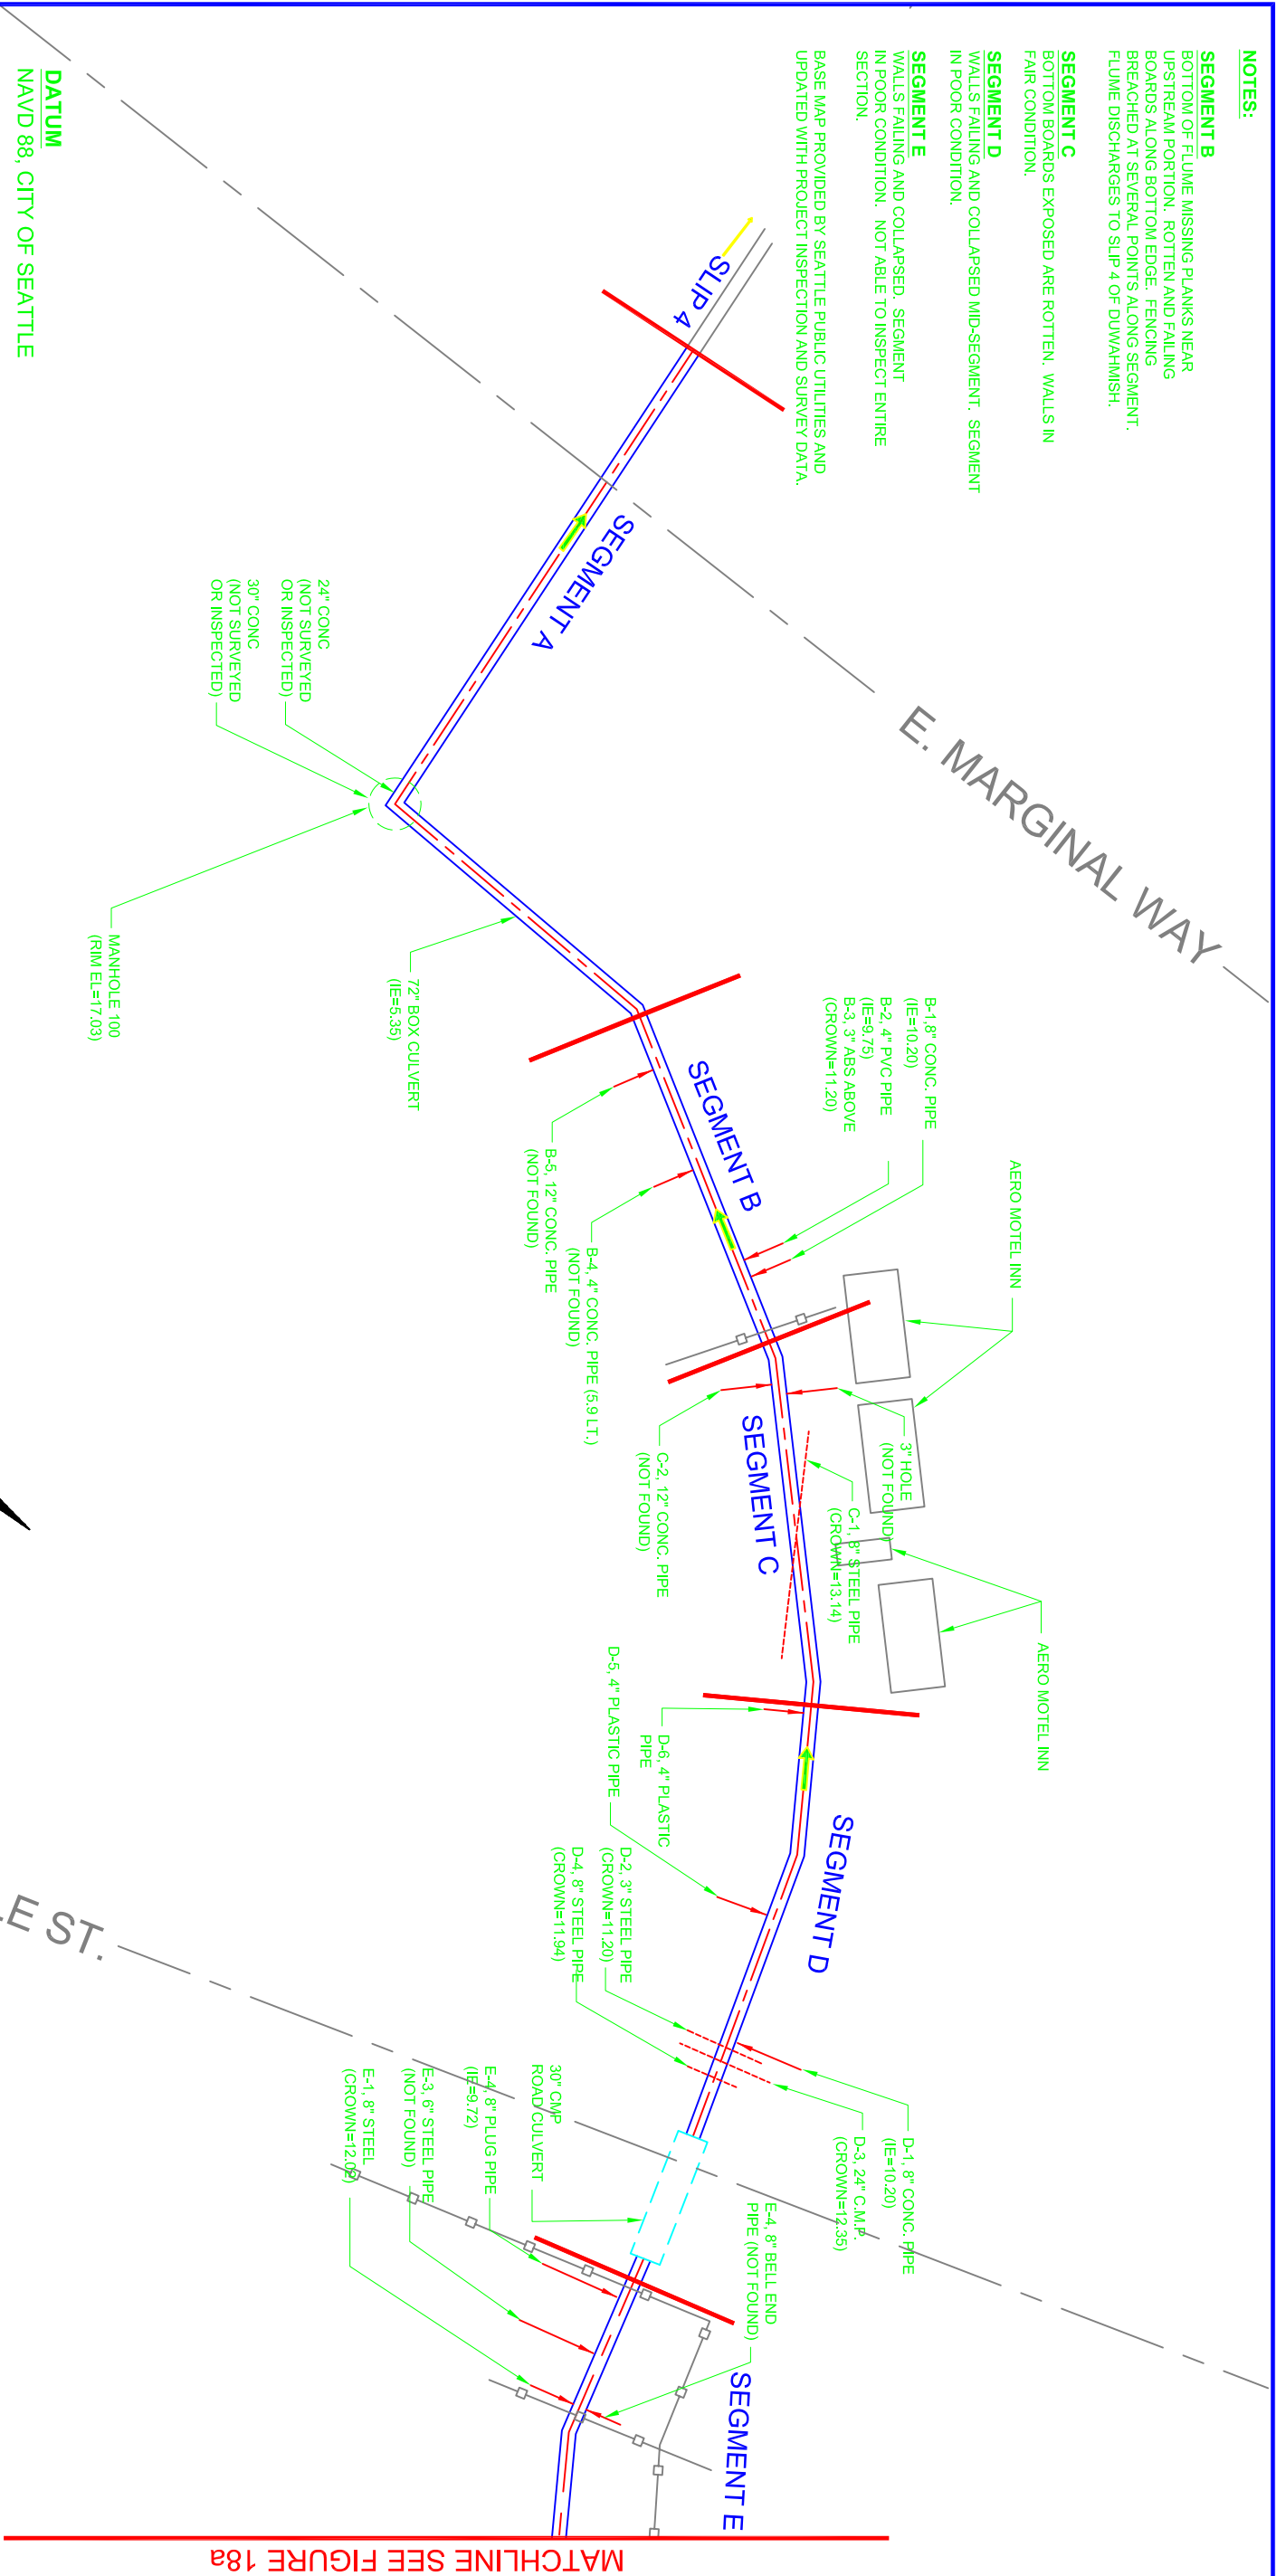 NOTES:
SEGMENT B
BOTTOM OF FLUME MISSING PLANKS NEAR
UPSTREAM PORTION. ROTTEN AND FAILING
BOARDS ALONG BOTTOM EDGE. FENCING
BREACHED AT SEVERAL POINTS ALONG SEGMENT.
FLUME DISCHARGES TO SLIP 4 OF DUWAHMISH.
SEGMENT C
BOTTOM BOARDS EXPOSED ARE ROTTEN. WALLS IN
FAIR CONDITION.
SEGMENT D
WALLS FAILING AND COLLAPSED MID-SEGMENT. SEGMENT
IN POOR CONDITION.
SEGMENT E
WALLS FAILING AND COLLAPSED. SEGMENT
IN POOR CONDITION. NOT ABLE TO INSPECT ENTIRE
SECTION.
BASE MAP PROVIDED BY SEATTLE PUBLIC UTILITIES AND
UPDATED WITH PROJECT INSPECTION AND SURVEY DATA.
DATUM
NAVD 88, CITY OF SEATTLE
SLIP 4
SEGMENT A
E. MARGINAL WAY
24" CONC
(NOT SURVEYED
OR INSPECTED)
30" CONC
(NOT SURVEYED
OR INSPECTED)
MANHOLE 100
(RIM EL=17.03)
72" BOX CULVERT
(IE=5.35)
SEGMENT B
B-1,8" CONC. PIPE
(IE=10.20)
B-2, 4" PVC PIPE
(IE=9.75)
B-3, 3" ABS ABOVE
(CROWN=11.20)
B-5, 12" CONC. PIPE
(NOT FOUND)
B-4, 4" CONC. PIPE (5.9 LT.)
(NOT FOUND)
AERO MOTEL INN
SEGMENT C
3" HOLE
(NOT FOUND)
C-1, 8" STEEL PIPE
(CROWN=13.14)
C-2, 12" CONC. PIPE
(NOT FOUND)
AERO MOTEL INN
D-6, 4" PLASTIC
PIPE
D-5, 4" PLASTIC PIPE
SEGMENT D
D-2, 3" STEEL PIPE
(CROWN=11.20)
D-4, 8" STEEL PIPE
(CROWN=11.94)
D-1, 8" CONC. PIPE
(IE=10.20)
D-3, 24" C.M.P.
(CROWN=12.35)
LE ST.
30" CMP
ROAD CULVERT
E-4, 8" PLUG PIPE
(IE=9.72)
E-3, 6" STEEL PIPE
(NOT FOUND)
E-1, 8" STEEL
E-4, 8" BELL END
PIPE (NOT FOUND)
SEGMENT E
MATCHLINE SEE FIGURE 18a